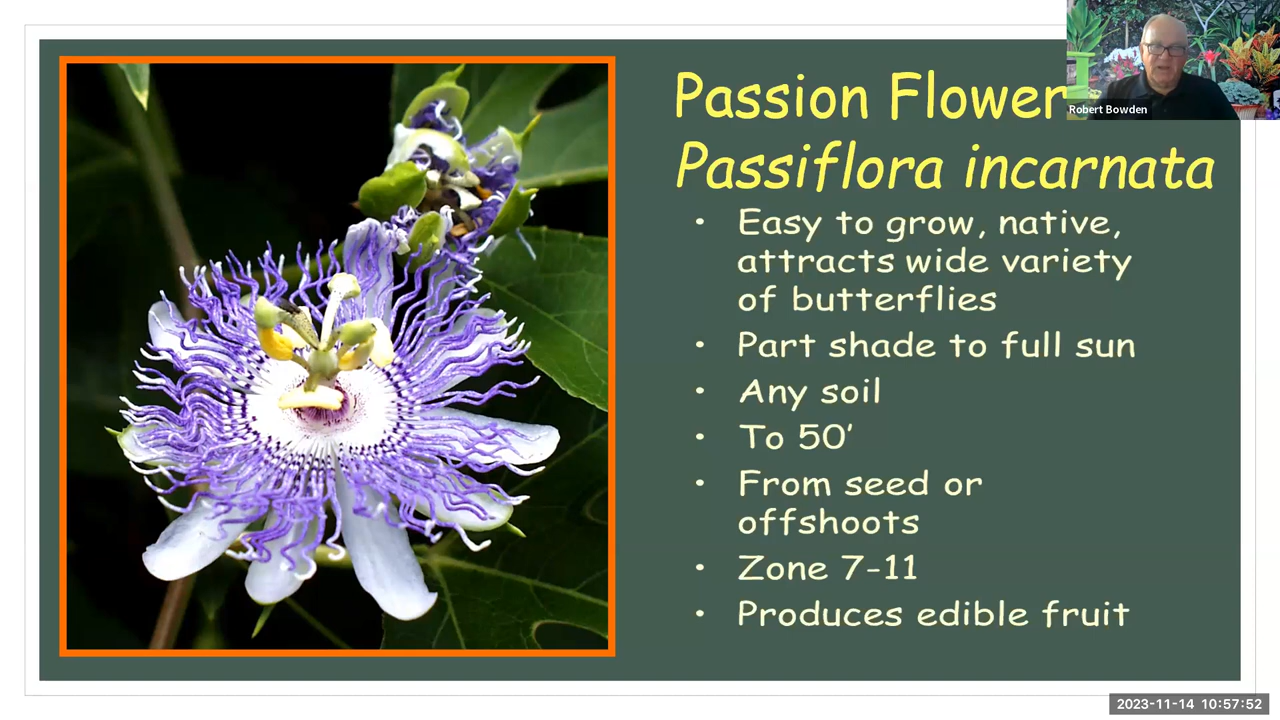 Passion Flower
Robert Bowden
Passiflora incarnata
• Easy to grow, native,
attracts wide variety
of butterflies
• Part shade to full sun
• Any soil
• To 50'
• From seed or
offshoots
• Zone 7-11
• Produces edible fruit
2023-11-14 10:57:52